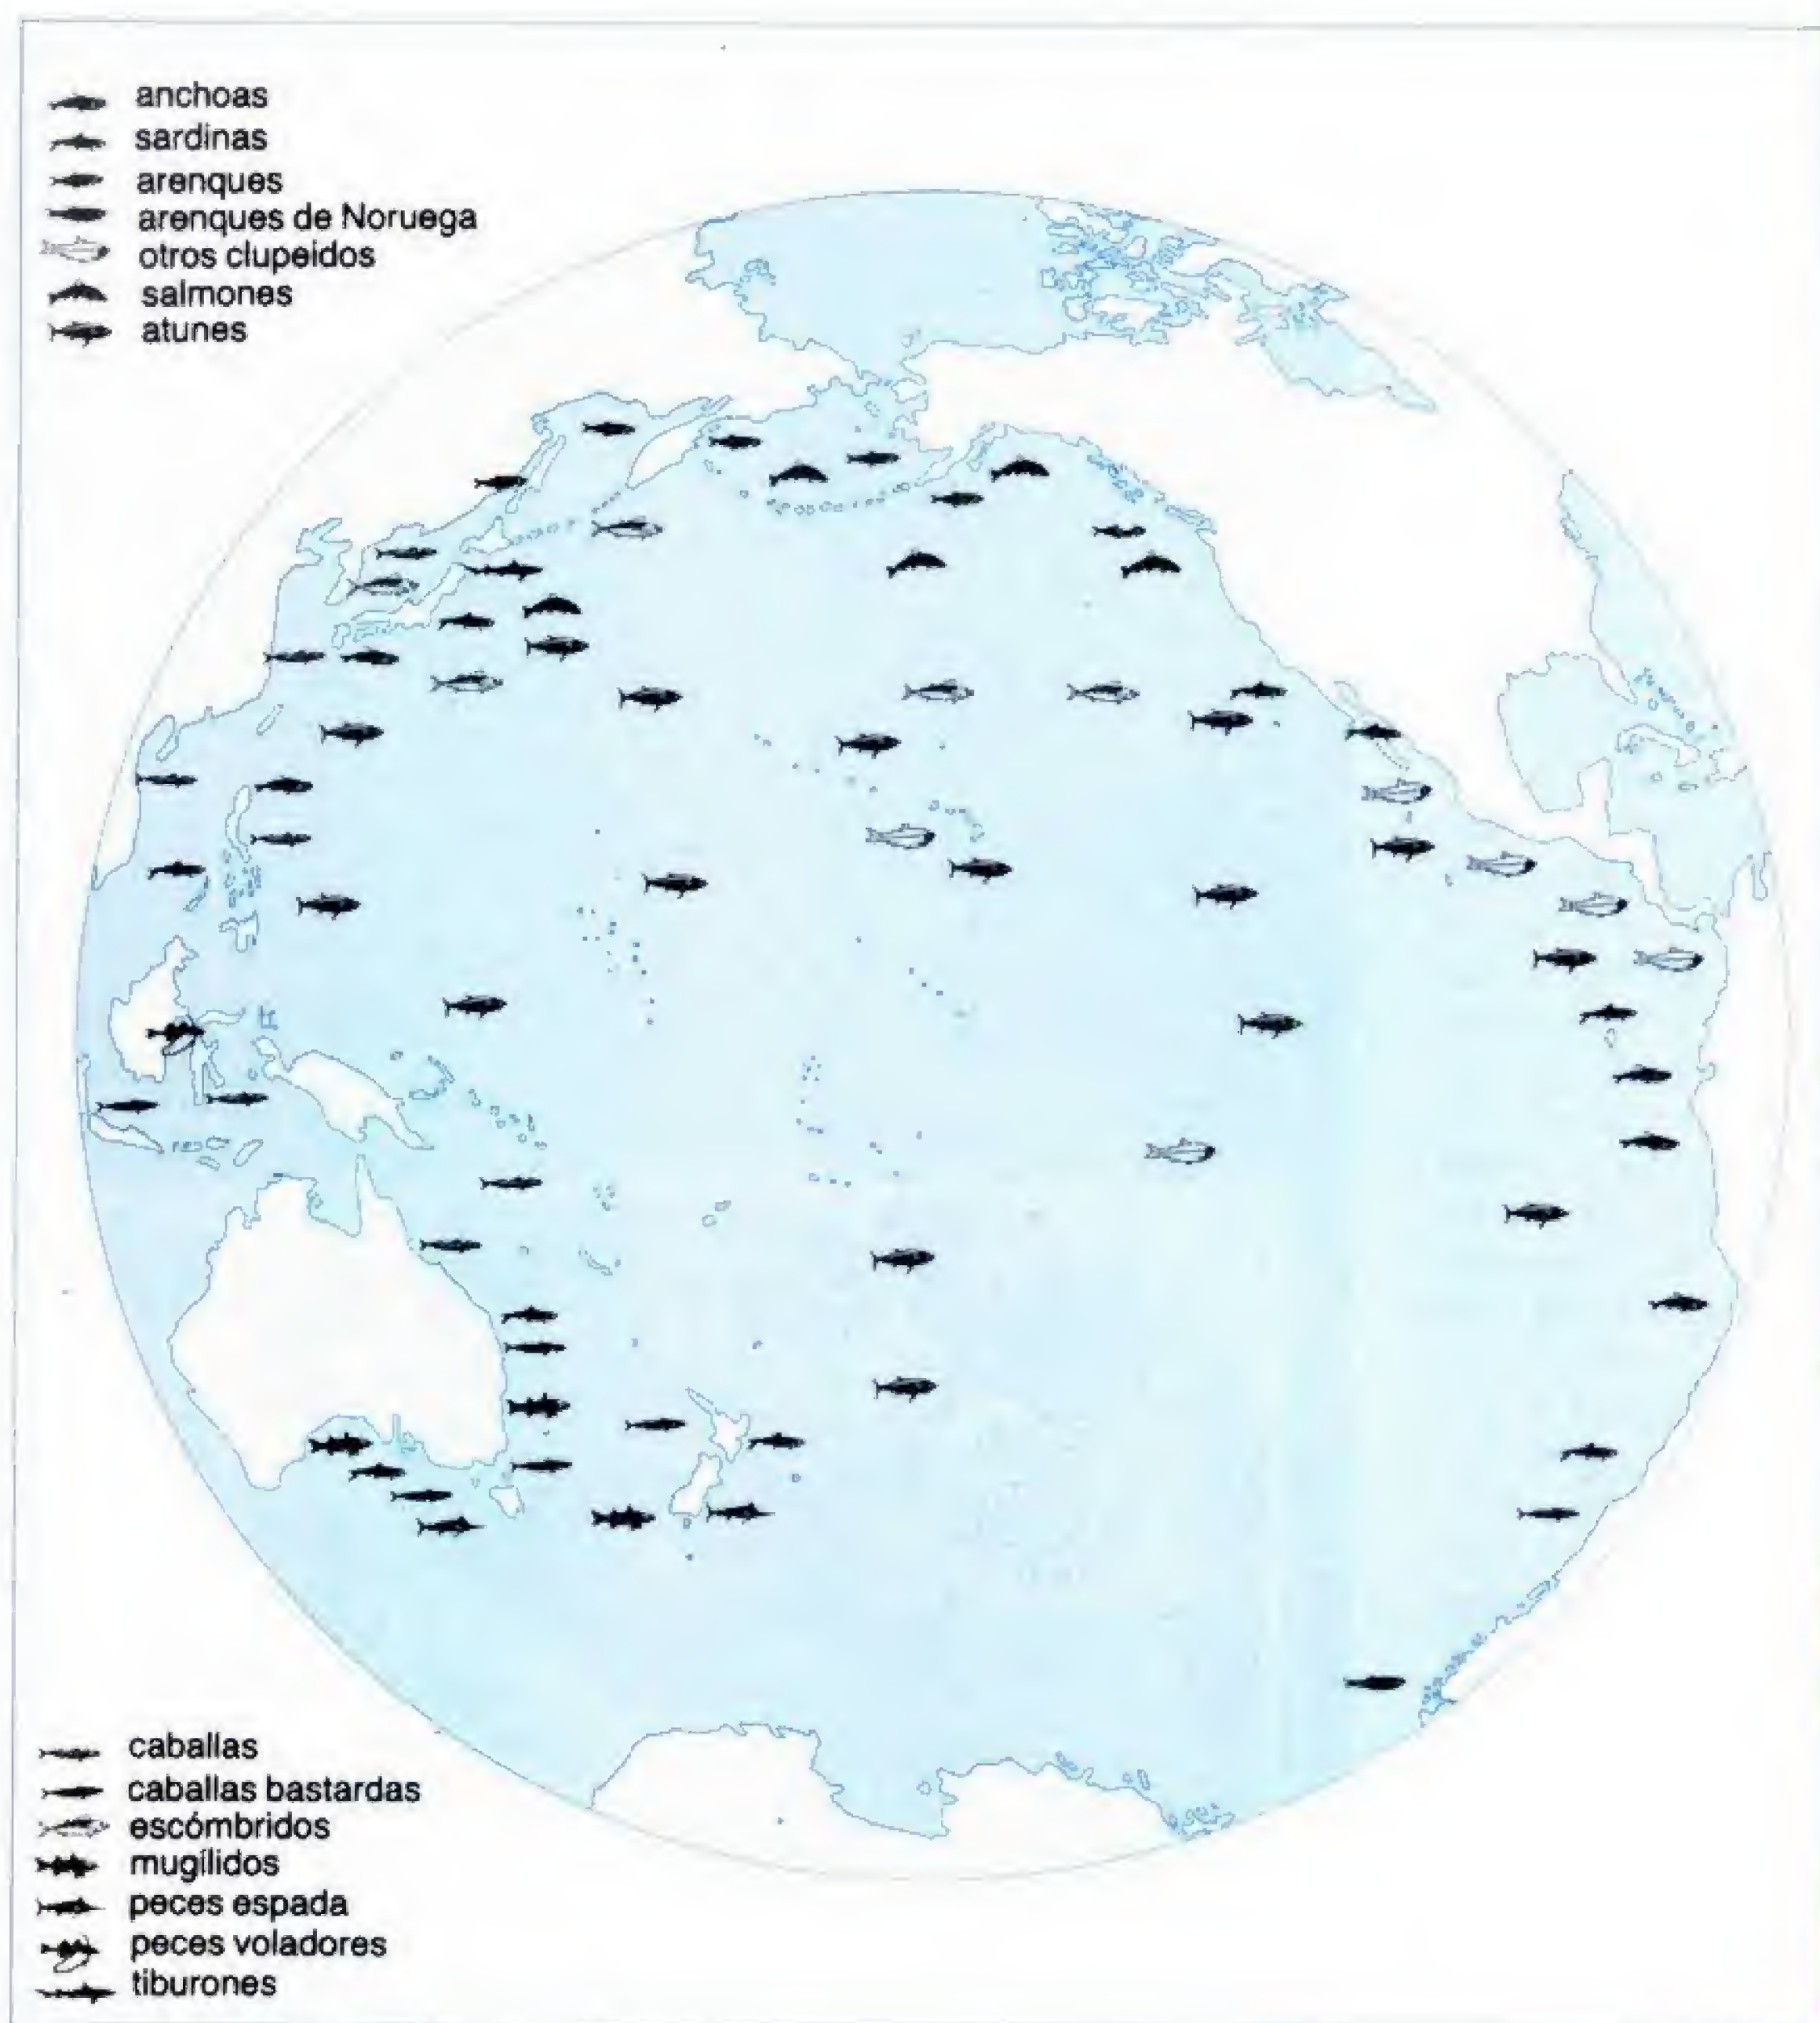 anchoas
sardinas
arenques
arenques de Noruega
otros clupeidos
salmones
atunes
caballas
caballas bastardas
escómbridos
mugílidos
peces espada
peces voladores
tiburones